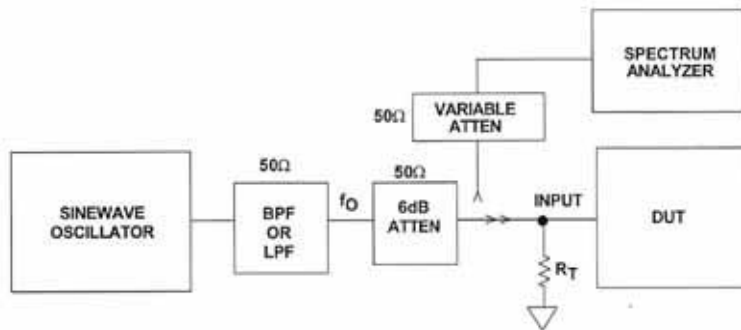 SPECTRUM
ANALYZER
50Ω
VARIABLE
ATTEN
SINEWAVE
OSCILLATOR
50Ω
BPF
OR
LPF
fO
50Ω
6dB
ATTEN
INPUT
RT
DUT